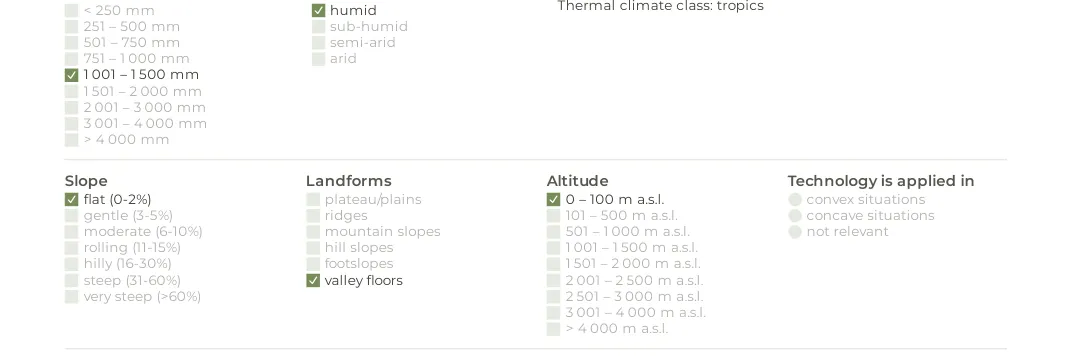 < 250 mm
251 – 500 mm
501 – 750 mm
751 – 1 000 mm
1 001 – 1 500 mm
1 501 – 2 000 mm
2 001 – 3 000 mm
3 001 – 4 000 mm
> 4 000 mm
humid
sub-humid
semi-arid
arid
Thermal climate class: tropics
Slope
flat (0-2%)
gentle (3-5%)
moderate (6-10%)
rolling (11-15%)
hilly (16-30%)
steep (31-60%)
very steep (>60%)
Landforms
plateau/plains
ridges
mountain slopes
hill slopes
footslopes
valley floors
Altitude
0 – 100 m a.s.l.
101 – 500 m a.s.l.
501 – 1 000 m a.s.l.
1 001 – 1 500 m a.s.l.
1 501 – 2 000 m a.s.l.
2 001 – 2 500 m a.s.l.
2 501 – 3 000 m a.s.l.
3 001 – 4 000 m a.s.l.
> 4 000 m a.s.l.
Technology is applied in
convex situations
concave situations
not relevant